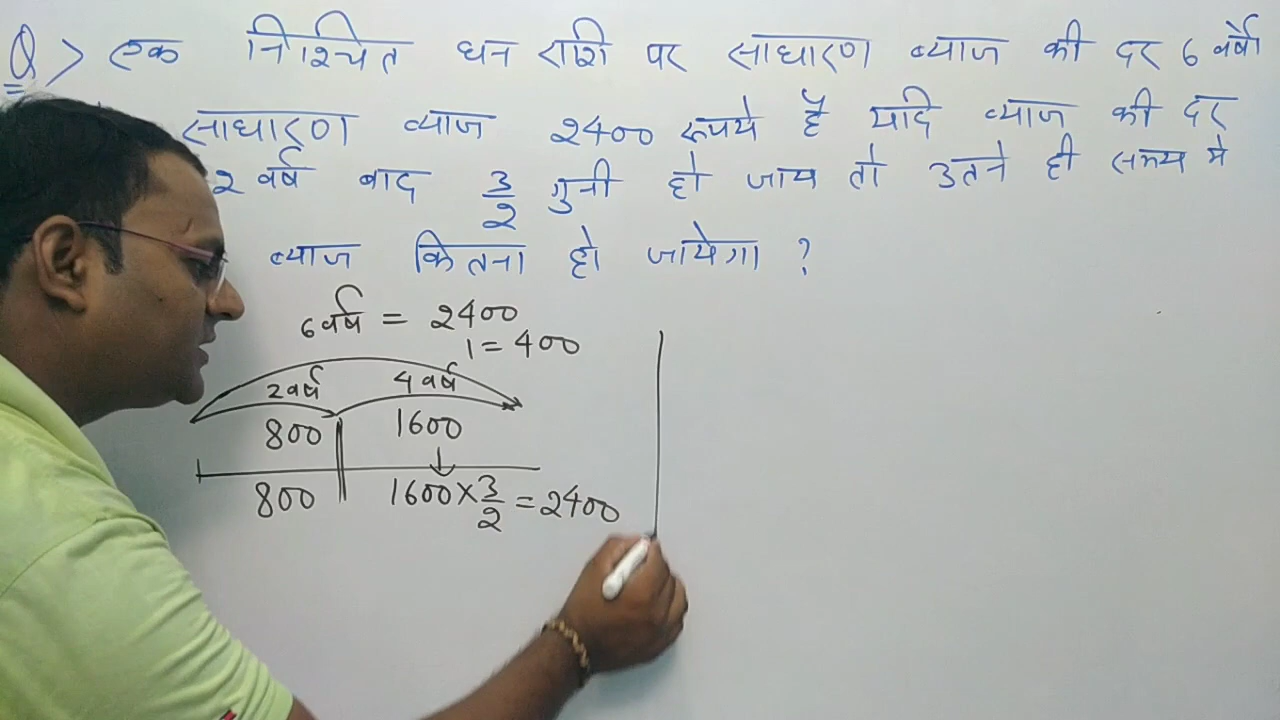 Q> एक निश्चित धन राशि पर साधारण ब्याज की दर 6 वर्षो
साधारण ब्याज 2400 रूपये है यदि ब्याज की दर
2 वर्ष बाद 3/2 गुनी हो जाय तो उतने ही समय मे
ब्याज कितना हो जायेगा ?
6 वर्ष = 2400
1 = 400
2 वर्ष 4 वर्ष
800 1600
800 1600 × 3/2 = 2400